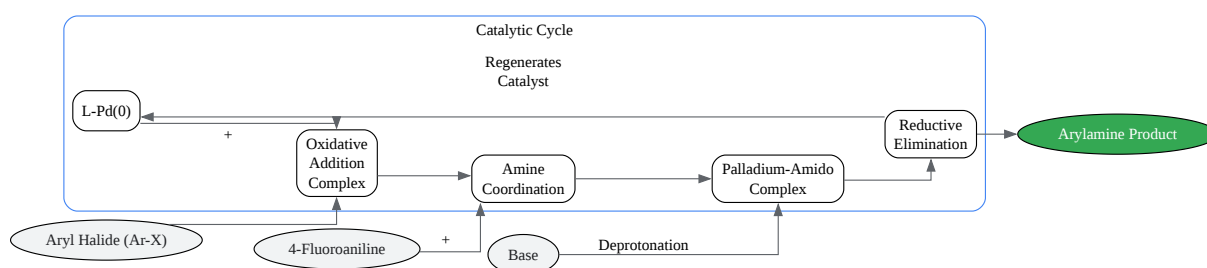 Catalytic Cycle
Regenerates
Catalyst
L-Pd(0)
+
Oxidative
Addition
Complex
Amine
Coordination
Palladium-Amido
Complex
Reductive
Elimination
Arylamine Product
Aryl Halide (Ar-X)
4-Fluoroaniline
+
Base
Deprotonation